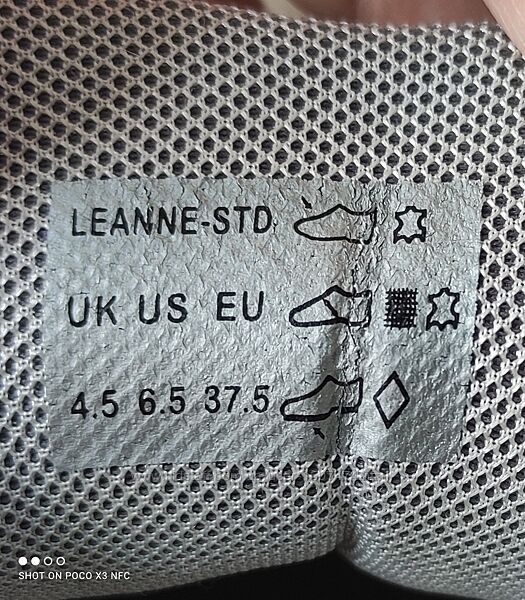 LEANNE-STD
UK US EU
4.5 6.5 37.5
SHOT ON POCO X3 NFC